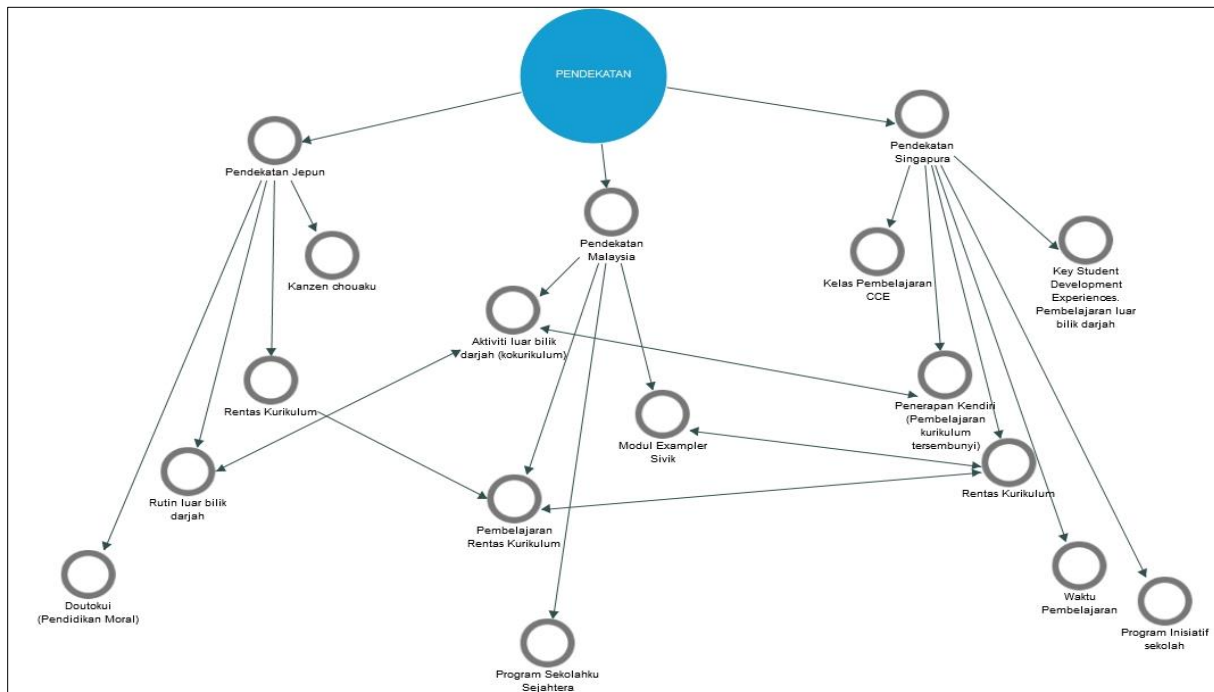 PENDEKATAN
Pendekatan Jepun
Pendekatan
Singapura
Pendekatan
Malaysia
Kanzen chouaku
Kelas Pembelajaran
CCE
Key Student
Development
Experiences.
Pembelajaran luar
bilik darjah
Aktiviti luar bilik
darjah (kokurikulum)
Rentas Kurikulum
Penerapan Kendiri
(Pembelajaran
kurikulum
tersembunyi)
Modul Exampler
Sivik
Rutin luar bilik
darjah
Rentas Kurikulum
Pembelajaran
Rentas Kurikulum
Doutokui
(Pendidikan Moral)
Waktu
Pembelajaran
Program Inisiatif
sekolah
Program Sekolahku
Sejahtera